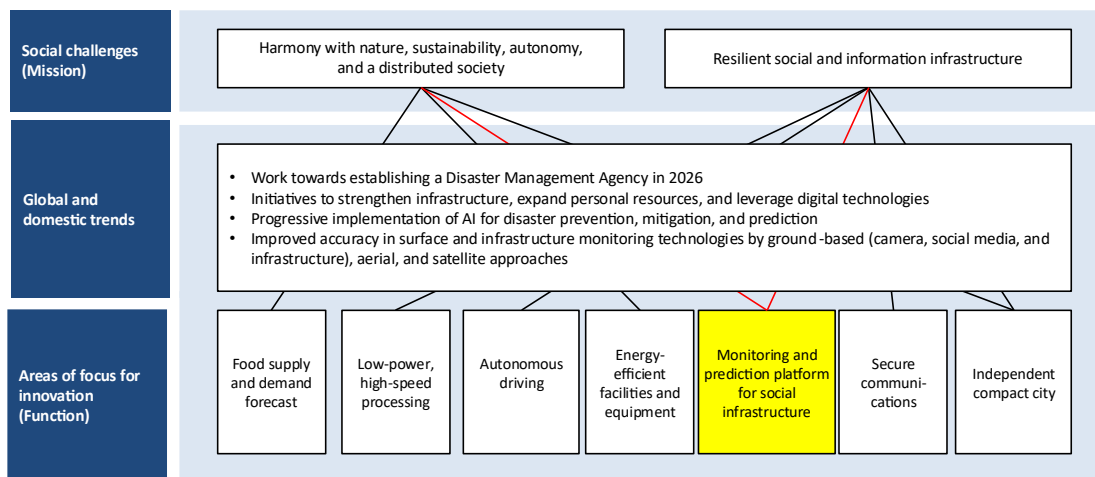 Social challenges
(Mission)
Harmony with nature, sustainability, autonomy,
and a distributed society
Resilient social and information infrastructure
Global and
domestic trends
• Work towards establishing a Disaster Management Agency in 2026
• Initiatives to strengthen infrastructure, expand personal resources, and leverage digital technologies
• Progressive implementation of AI for disaster prevention, mitigation, and prediction
• Improved accuracy in surface and infrastructure monitoring technologies by ground-based (camera, social media, and
infrastructure), aerial, and satellite approaches
Areas of focus for
innovation
(Function)
Food supply
and demand
forecast
Low-power,
high-speed
processing
Autonomous
driving
Energy-
efficient
facilities and
equipment
Monitoring and
prediction platform
for social
infrastructure
Secure
communi-
cations
Independent
compact city